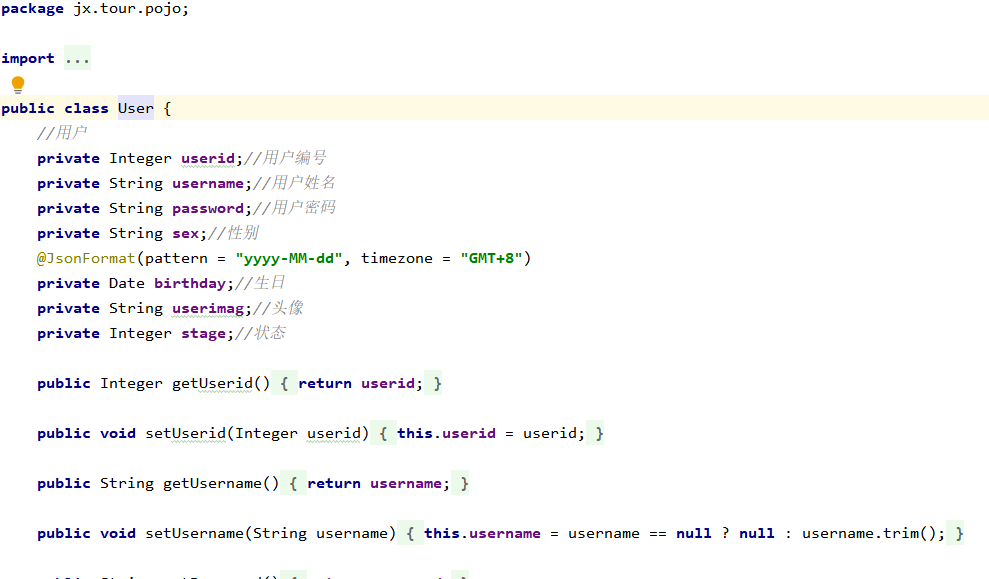 package jx.tour.pojo;
import ...
public class User {
//用户
private Integer userid;//用户编号
private String username;//用户姓名
private String password;//用户密码
private String sex;//性别
@JsonFormat(pattern = "yyyy-MM-dd", timezone = "GMT+8")
private Date birthday;//生日
private String userimag;//头像
private Integer stage;//状态
public Integer getUserid() { return userid; }
public void setUserid(Integer userid) { this.userid = userid; }
public String getUsername() { return username; }
public void setUsername(String username) { this.username = username == null ? null : username.trim(); }